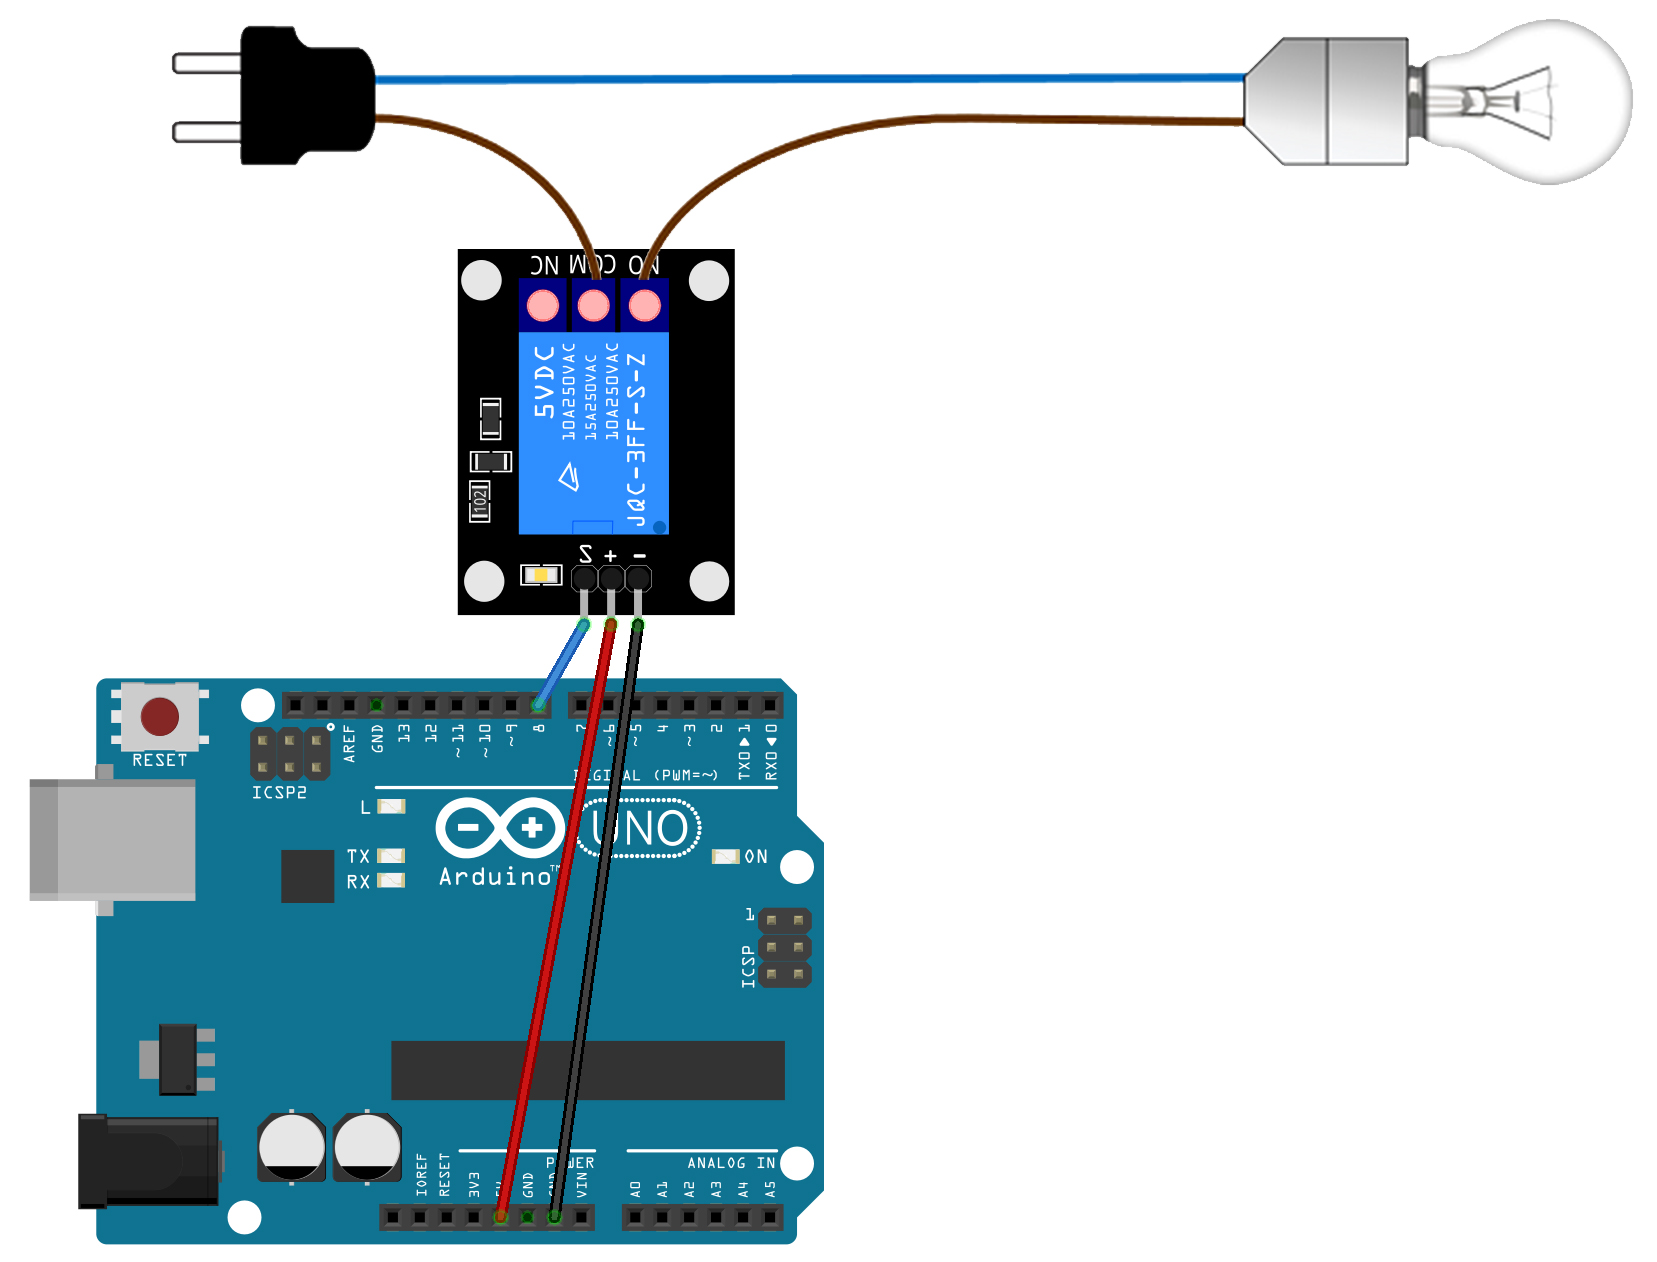 NC COM NO
5VDC
10A250VAC
15A250VAC
10A250VAC
JQC-3FF-S-Z
102
S + -
RESET
ICSP2
AREF
GND
13
12
~11
~10
~9
8
7
~6
~5
4
~3
2
TX0▶1
RX0◀0
DIGITAL (PWM=~)
L
TX
RX
UNO
Arduino™
ON
1
ICSP
POWER
ANALOG IN
IOREF
RESET
3V3
5V
GND
GND
VIN
A0
A1
A2
A3
A4
A5